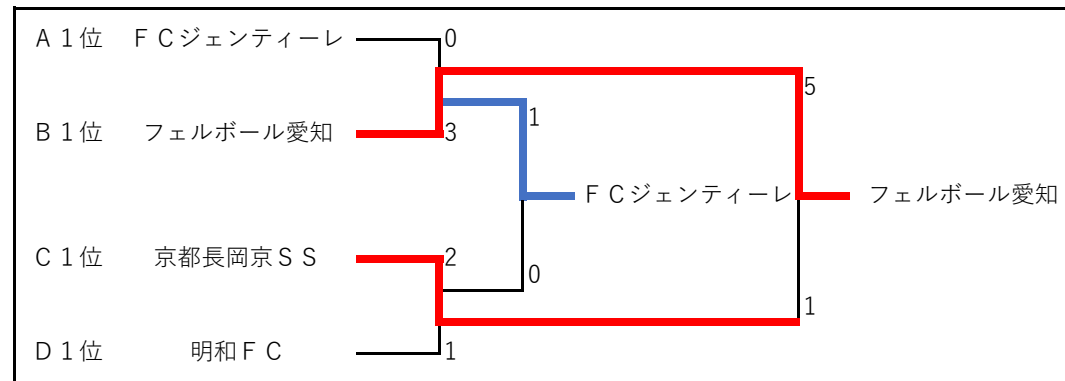 A１位 ＦＣジェンティーレ 0
5
1
B１位 フェルボール愛知 3
ＦＣジェンティーレ フェルボール愛知
C１位 京都長岡京ＳＳ 2
0
1
D１位 明和ＦＣ 1